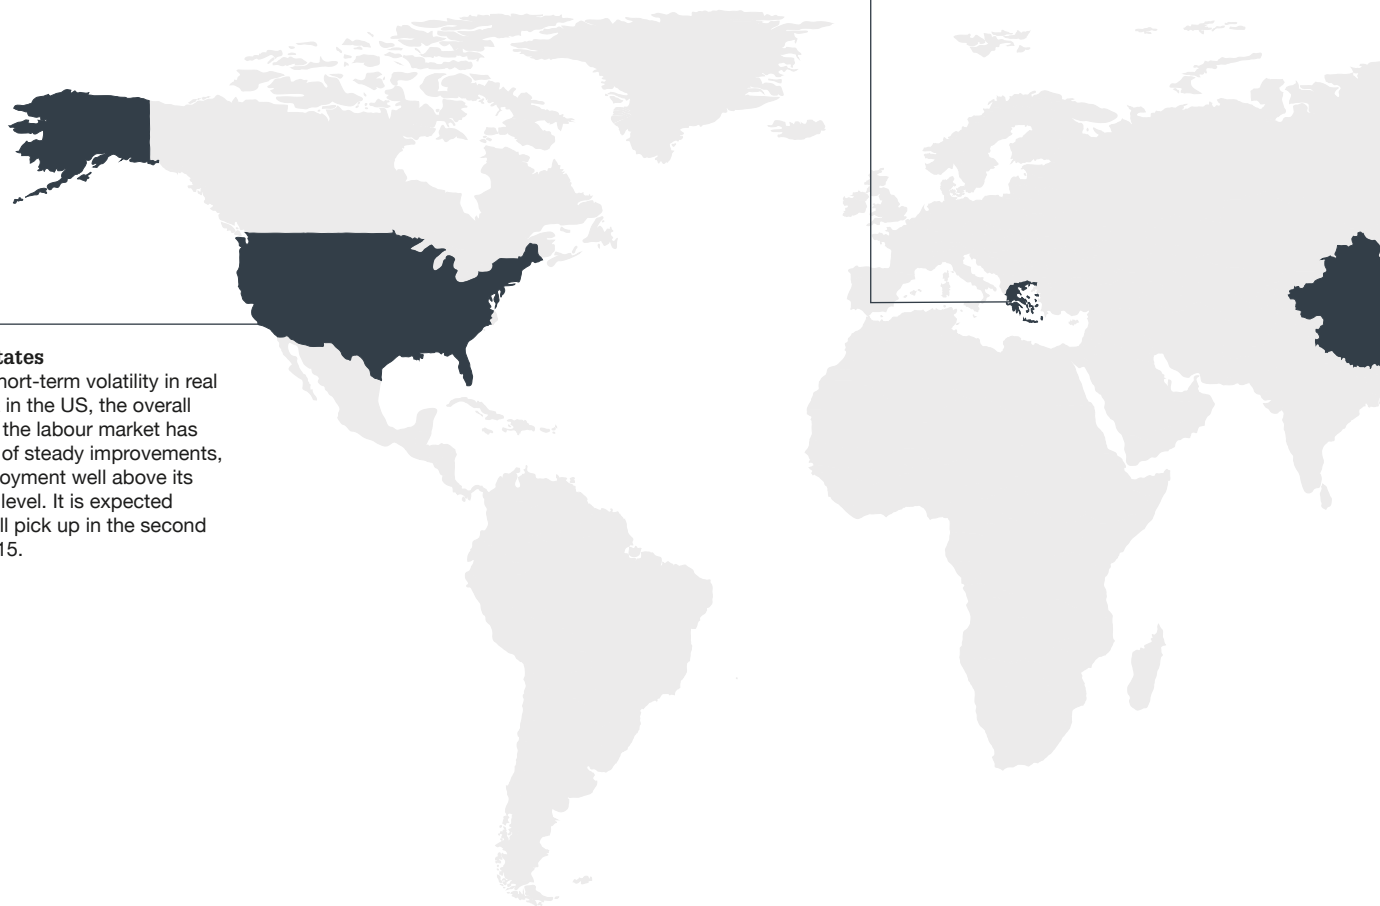 tates
hort-term volatility in real
in the US, the overall
the labour market has
of steady improvements,
oyment well above its
level. It is expected
ll pick up in the second
15.